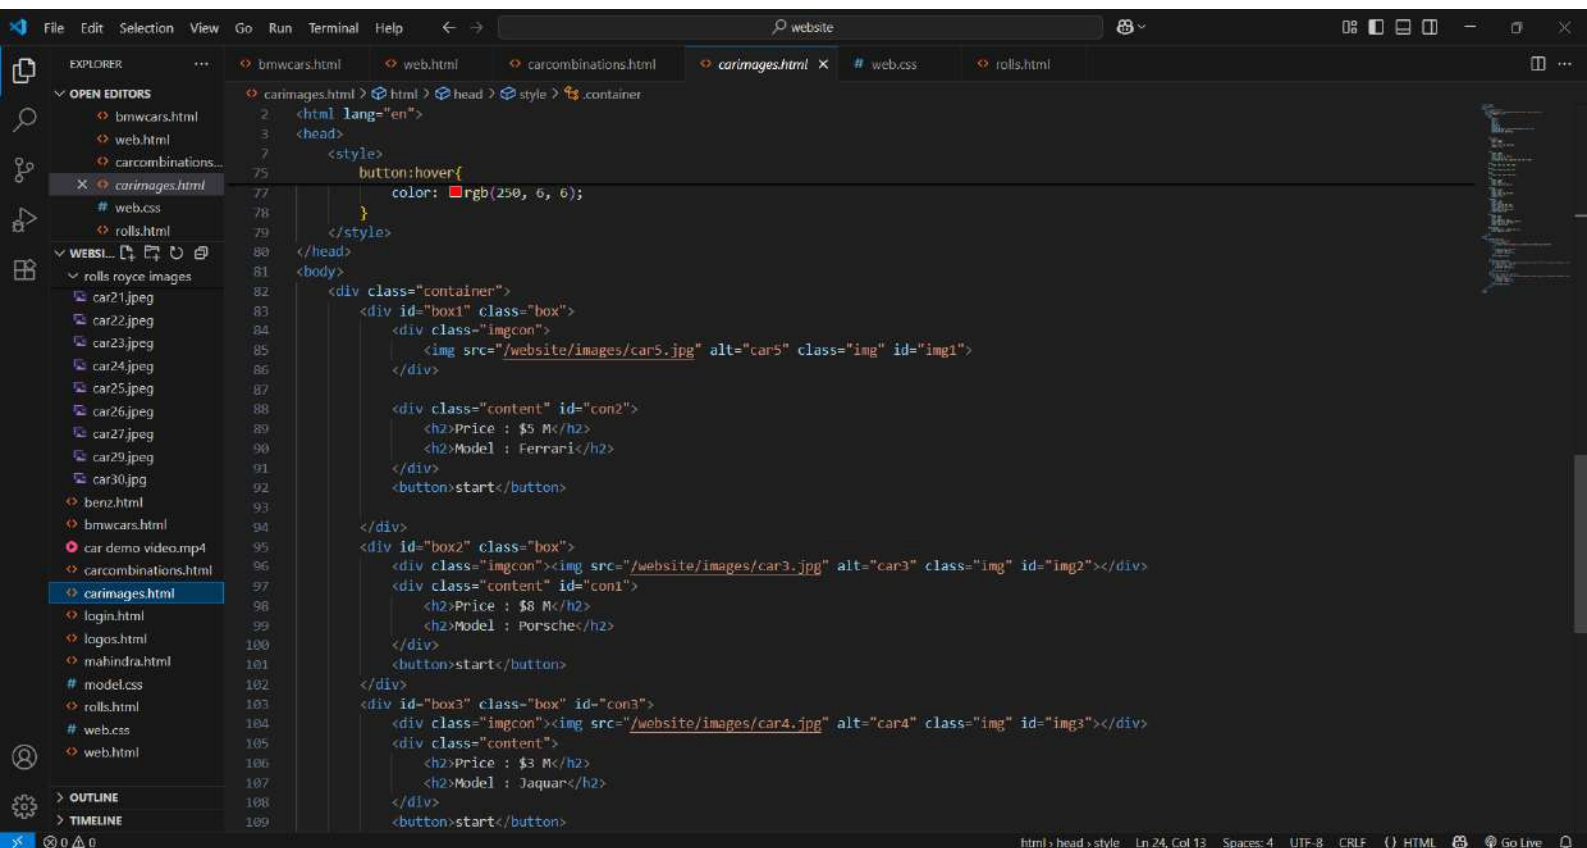 File Edit Selection View Go Run Terminal Help
website
EXPLORER
OPEN EDITORS
bmwcars.html
web.html
carcombinations...
carimages.html
web.css
rolls.html
WEBSI...
rolls royce images
car21.jpeg
car22.jpeg
car23.jpeg
car24.jpeg
car25.jpeg
car26.jpeg
car27.jpeg
car29.jpeg
car30.jpg
benz.html
bmwcars.html
car demo video.mp4
carcombinations.html
carimages.html
login.html
logos.html
mahindra.html
model.css
rolls.html
web.css
web.html
OUTLINE
TIMELINE
bmwcars.html web.html carcombinations.html carimages.html web.css rolls.html
carimages.html > html > head > style > .container
2 <html lang="en">
3 <head>
7 <style>
75 button:hover{
77 color: rgb(250, 6, 6);
78 }
79 </style>
80 </head>
81 <body>
82 <div class="container">
83 <div id="box1" class="box">
84 <div class="imgcon">
85 <img src="/website/images/car5.jpg" alt="car5" class="img" id="img1">
86 </div>
87
88 <div class="content" id="con2">
89 <h2>Price : $5 M</h2>
90 <h2>Model : Ferrari</h2>
91 </div>
92 <button>start</button>
93
94 </div>
95 <div id="box2" class="box">
96 <div class="imgcon"><img src="/website/images/car3.jpg" alt="car3" class="img" id="img2"></div>
97 <div class="content" id="con1">
98 <h2>Price : $8 M</h2>
99 <h2>Model : Porsche</h2>
100 </div>
101 <button>start</button>
102 </div>
103 <div id="box3" class="box" id="con3">
104 <div class="imgcon"><img src="/website/images/car4.jpg" alt="car4" class="img" id="img3"></div>
105 <div class="content">
106 <h2>Price : $3 M</h2>
107 <h2>Model : Jaquar</h2>
108 </div>
109 <button>start</button>
0 0
html > head > style Ln 24, Col 13 Spaces: 4 UTF-8 CRLF {} HTML Go Live